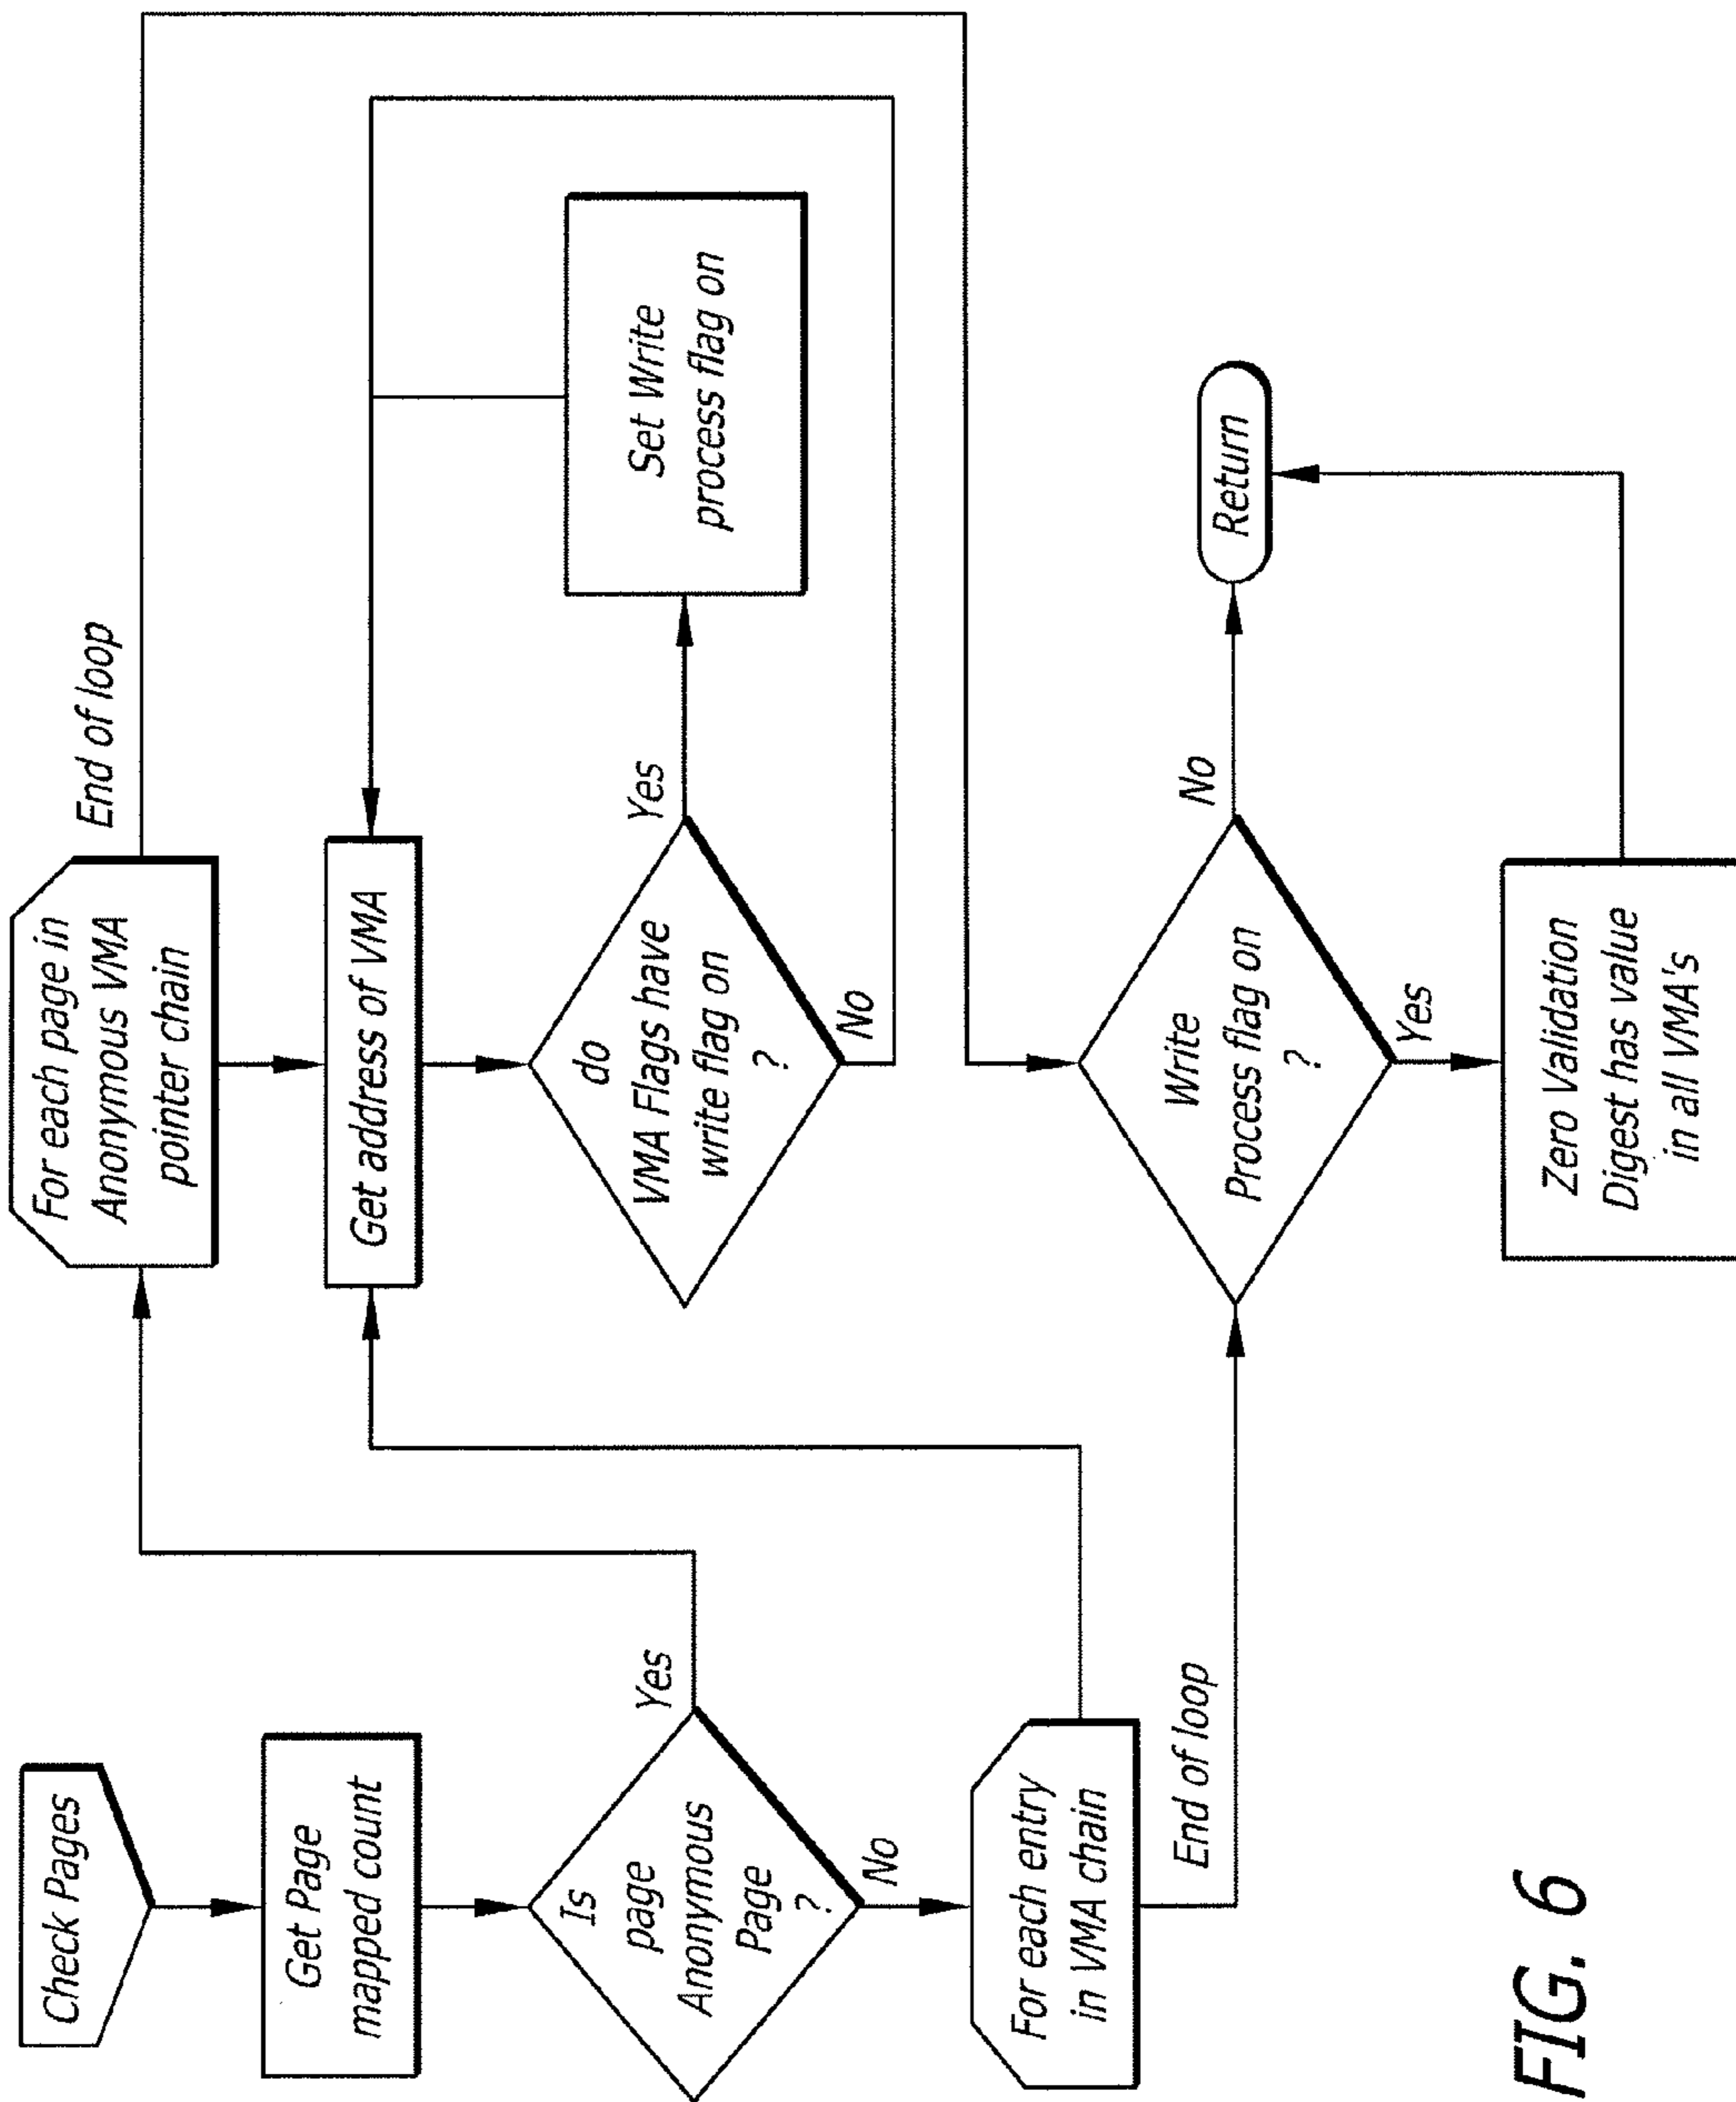 Check Pages
Get Page
mapped count
Is
page
Anonymous
Page
?
Yes
No
For each entry
in VMA chain
End of loop
For each page in
Anonymous VMA
pointer chain
End of loop
Get address of VMA
do
VMA Flags have
write flag on
?
Yes
No
Set Write
process flag on
Write
Process flag on
?
No
Yes
Return
Zero Validation
Digest has value
in all VMA's
FIG. 6